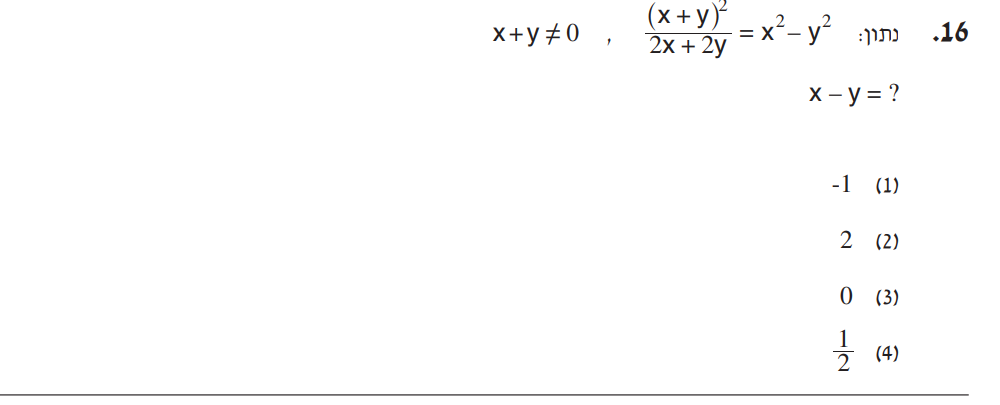 16. נתון: (x + y)² / (2x + 2y) = x² – y² , x + y ≠ 0
x – y = ?
(1) -1
(2) 2
(3) 0
(4) 1/2